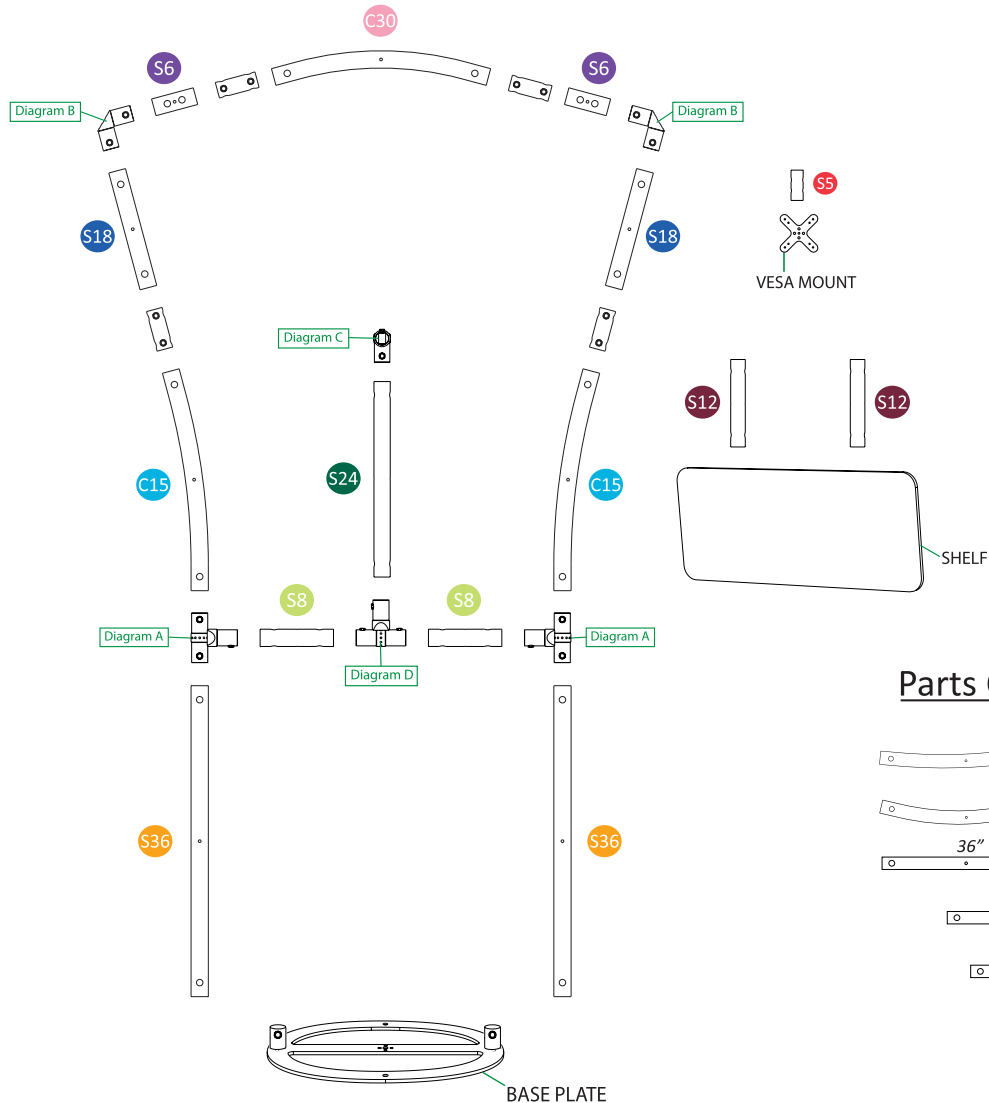 C30
S6
S6
Diagram B
Diagram B
S5
S18
S18
VESA MOUNT
Diagram C
S12
S12
C15
S24
C15
SHELF
S8
S8
Diagram A
Diagram A
Diagram D
Parts
S36
S36
36”
BASE PLATE